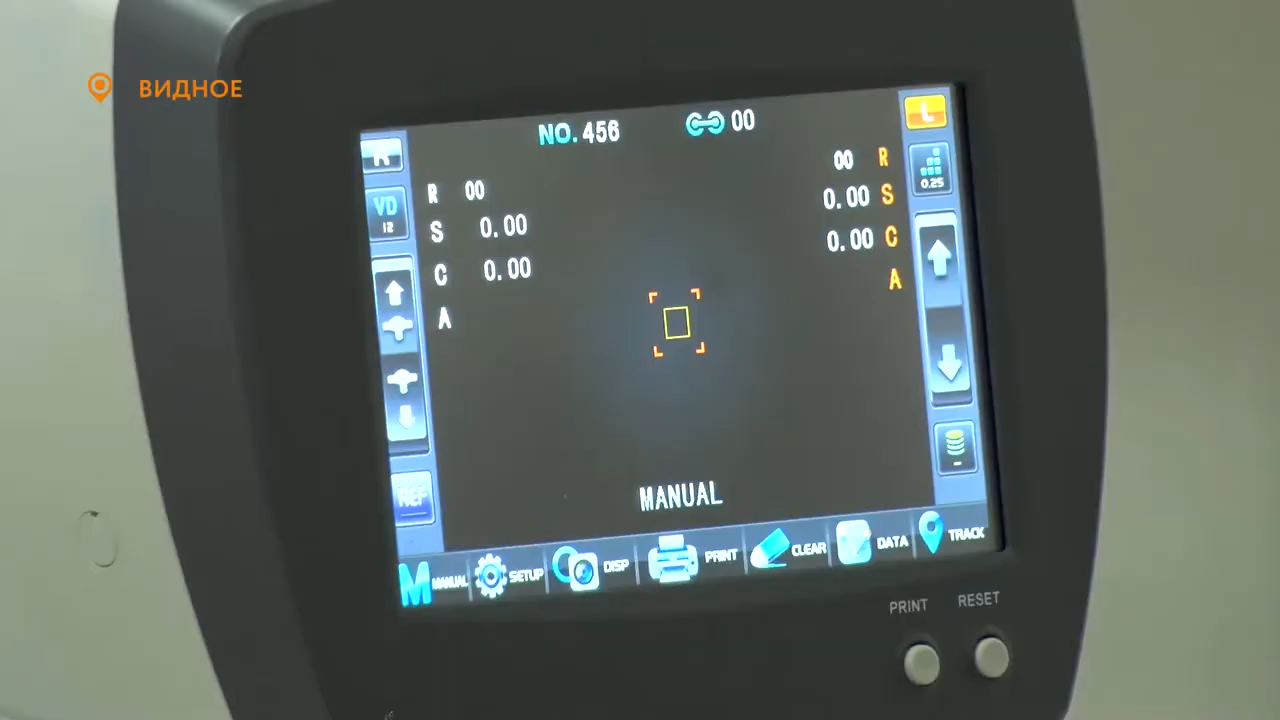 ВИДНОЕ
NO. 456 00
R L
R 00 00 R
VD
12
0.25
S 0.00 0.00 S
C 0.00 0.00 C
A A
REF
MANUAL
MANUAL SETUP DISP PRINT CLEAR DATA TRACK
PRINT RESET